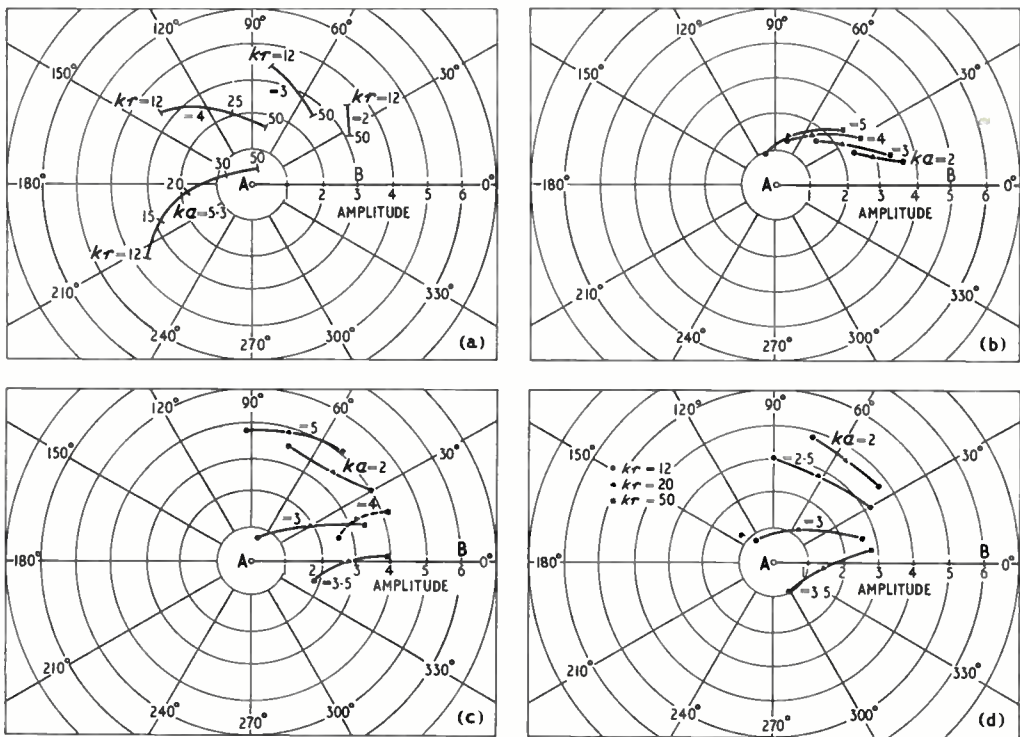 120° 90° 60°
150° kr=12 30°
kr=12 25 =3 kr=12
=4 50 50 =2
50
30 50
-180° 20 A B 0°
1 2 3 4 5 6
15 ka=5·3 AMPLITUDE
kr=12
210° 330°
240° 270° 300° (a)
120° 90° 60°
150° 30°
=5
=4
=3
ka=2
-180° A B 0°
1 2 3 4 5 6
AMPLITUDE
210° 330°
240° 270° 300° (b)
120° 90° 60°
150° =5 30°
ka=2
=4
=3
-180° A B 0°
1 2 3 4 5 6
=3·5 AMPLITUDE
210° 330°
240° 270° 300° (c)
120° 90° 60°
150° ka=2 30°
=2·5
kr=12
kr=20
kr=50
=3
-180° A B 0°
1 2 3 4 5 6
=3·5 AMPLITUDE
210° 330°
240° 270° 300° (d)